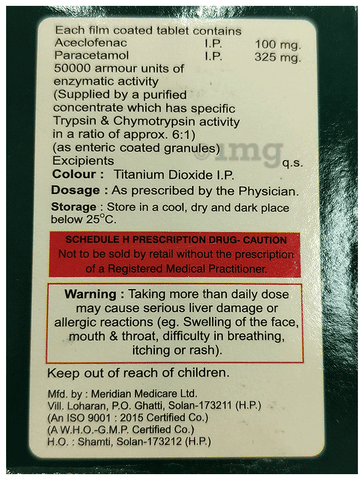 Each film coated tablet contains
Aceclofenac I.P. 100 mg.
Paracetamol I.P. 325 mg.
50000 armour units of
enzymatic activity
(Supplied by a purified
concentrate which has specific
Trypsin & Chymotrypsin activity
in a ratio of approx. 6:1)
(as enteric coated granules)
1mg
Excipients q.s.
Colour : Titanium Dioxide I.P.
Dosage : As prescribed by the Physician.
Storage : Store in a cool, dry and dark place
below 25°C.
SCHEDULE H PRESCRIPTION DRUG- CAUTION
Not to be sold by retail without the prescription
of a Registered Medical Practitioner.
Warning : Taking more than daily dose
may cause serious liver damage or
allergic reactions (eg. Swelling of the face,
mouth & throat, difficulty in breathing,
itching or rash).
Keep out of reach of children.
Mfd. by : Meridian Medicare Ltd.
Vill. Loharan, P.O. Ghatti, Solan-173211 (H.P.)
(An ISO 9001 : 2015 Certified Co.)
(A W.H.O.-G.M.P. Certified Co.)
H.O. : Shamti, Solan-173212 (H.P.)